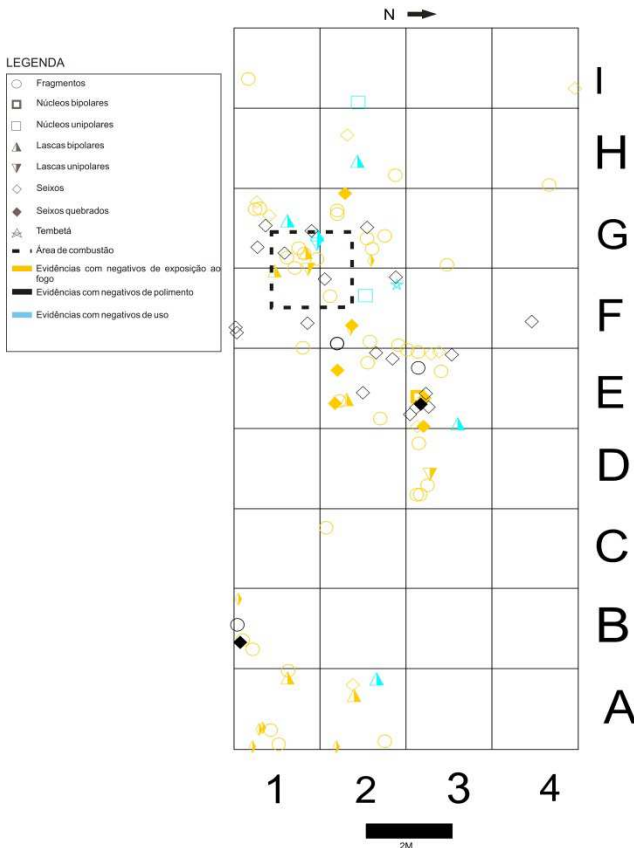 N
LEGENDA
Fragmentos
Núcleos bipolares
Núcleos unipolares
Lascas bipolares
Lascas unipolares
Seixos
Seixos quebrados
Tembetá
Área de combustão
Evidências com negativos de exposição ao
fogo
Evidências com negativos de polimento
Evidências com negativos de uso
I
H
G
F
E
D
C
B
A
1 2 3 4
2M